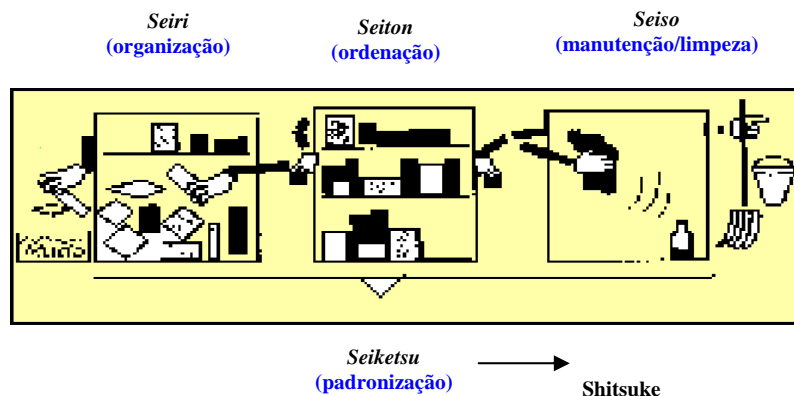 Seiri
(organização)
Seiton
(ordenação)
Seiso
(manutenção/limpeza)
Seiketsu
(padronização)
Shitsuke